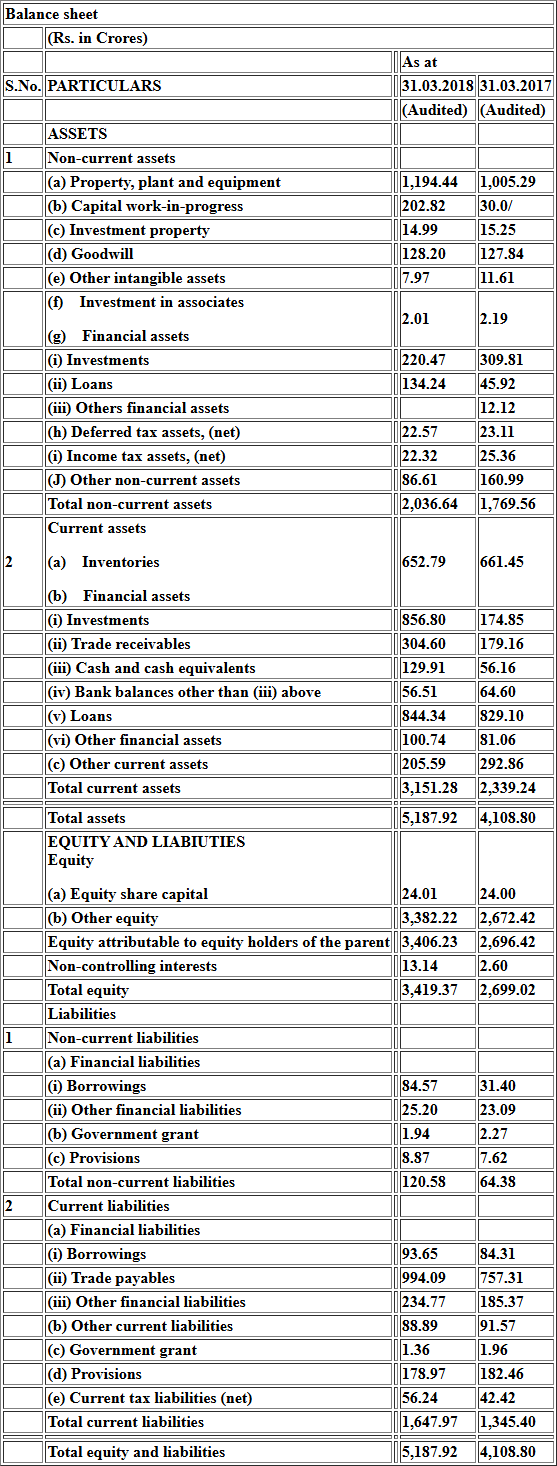 Balance sheet
(Rs. in Crores)
As at
S.No. PARTICULARS 31.03.2018 31.03.2017
(Audited) (Audited)
ASSETS
1 Non-current assets
(a) Property, plant and equipment 1,194.44 1,005.29
(b) Capital work-in-progress 202.82 30.0/
(c) Investment property 14.99 15.25
(d) Goodwill 128.20 127.84
(e) Other intangible assets 7.97 11.61
(f) Investment in associates
2.01 2.19
(g) Financial assets
(i) Investments 220.47 309.81
(ii) Loans 134.24 45.92
(iii) Others financial assets 12.12
(h) Deferred tax assets, (net) 22.57 23.11
(i) Income tax assets, (net) 22.32 25.36
(J) Other non-current assets 86.61 160.99
Total non-current assets 2,036.64 1,769.56
Current assets
2 (a) Inventories 652.79 661.45
(b) Financial assets
(i) Investments 856.80 174.85
(ii) Trade receivables 304.60 179.16
(iii) Cash and cash equivalents 129.91 56.16
(iv) Bank balances other than (iii) above 56.51 64.60
(v) Loans 844.34 829.10
(vi) Other financial assets 100.74 81.06
(c) Other current assets 205.59 292.86
Total current assets 3,151.28 2,339.24
Total assets 5,187.92 4,108.80
EQUITY AND LIABIUTIES
Equity
(a) Equity share capital 24.01 24.00
(b) Other equity 3,382.22 2,672.42
Equity attributable to equity holders of the parent 3,406.23 2,696.42
Non-controlling interests 13.14 2.60
Total equity 3,419.37 2,699.02
Liabilities
1 Non-current liabilities
(a) Financial liabilities
(i) Borrowings 84.57 31.40
(ii) Other financial liabilities 25.20 23.09
(b) Government grant 1.94 2.27
(c) Provisions 8.87 7.62
Total non-current liabilities 120.58 64.38
2 Current liabilities
(a) Financial liabilities
(i) Borrowings 93.65 84.31
(ii) Trade payables 994.09 757.31
(iii) Other financial liabilities 234.77 185.37
(b) Other current liabilities 88.89 91.57
(c) Government grant 1.36 1.96
(d) Provisions 178.97 182.46
(e) Current tax liabilities (net) 56.24 42.42
Total current liabilities 1,647.97 1,345.40
Total equity and liabilities 5,187.92 4,108.80